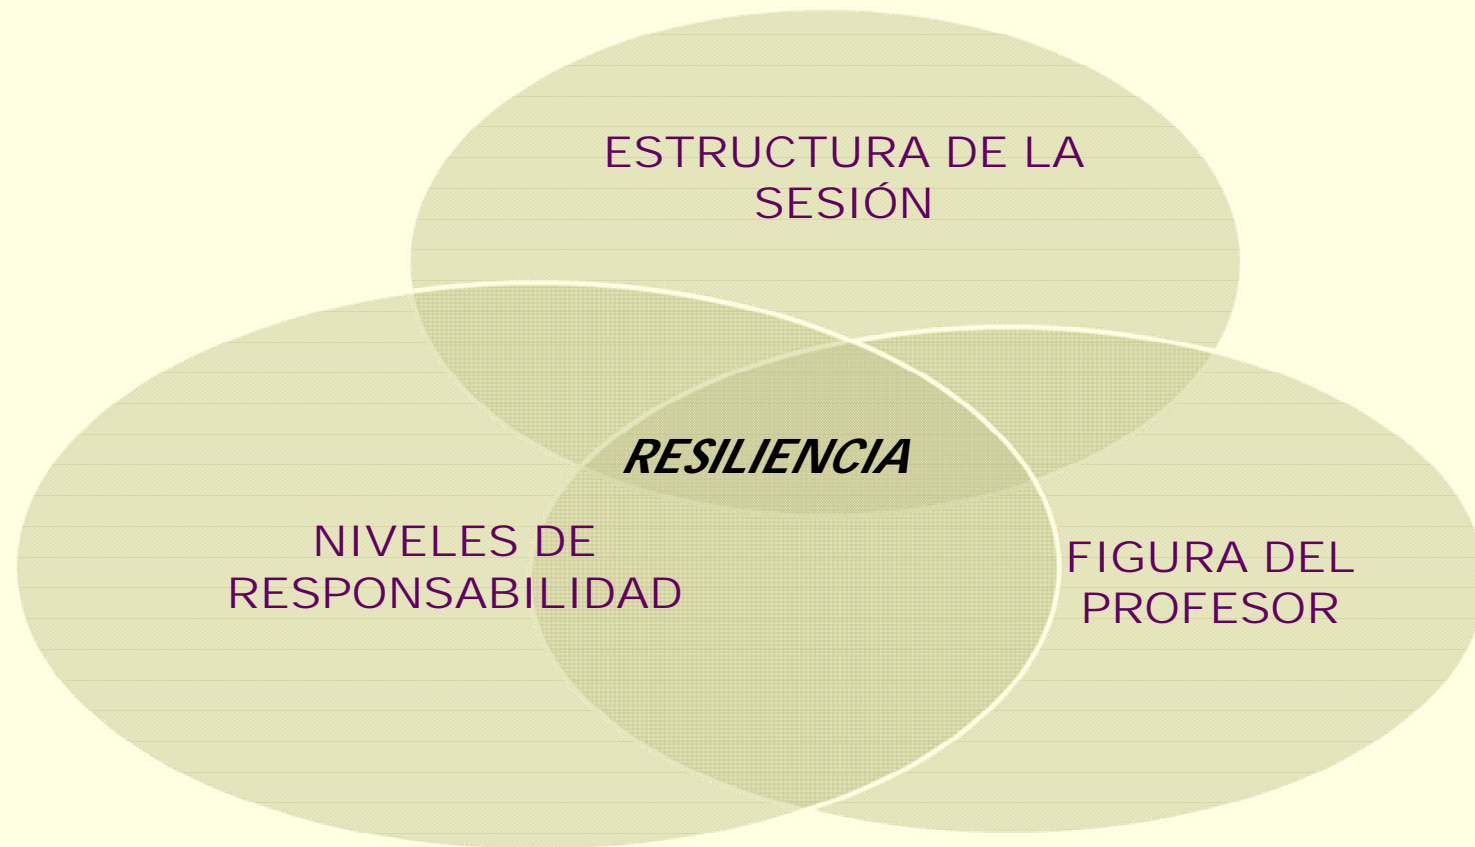 ESTRUCTURA DE LA
SESIÓN
RESILIENCIA
NIVELES DE
RESPONSABILIDAD
FIGURA DEL
PROFESOR